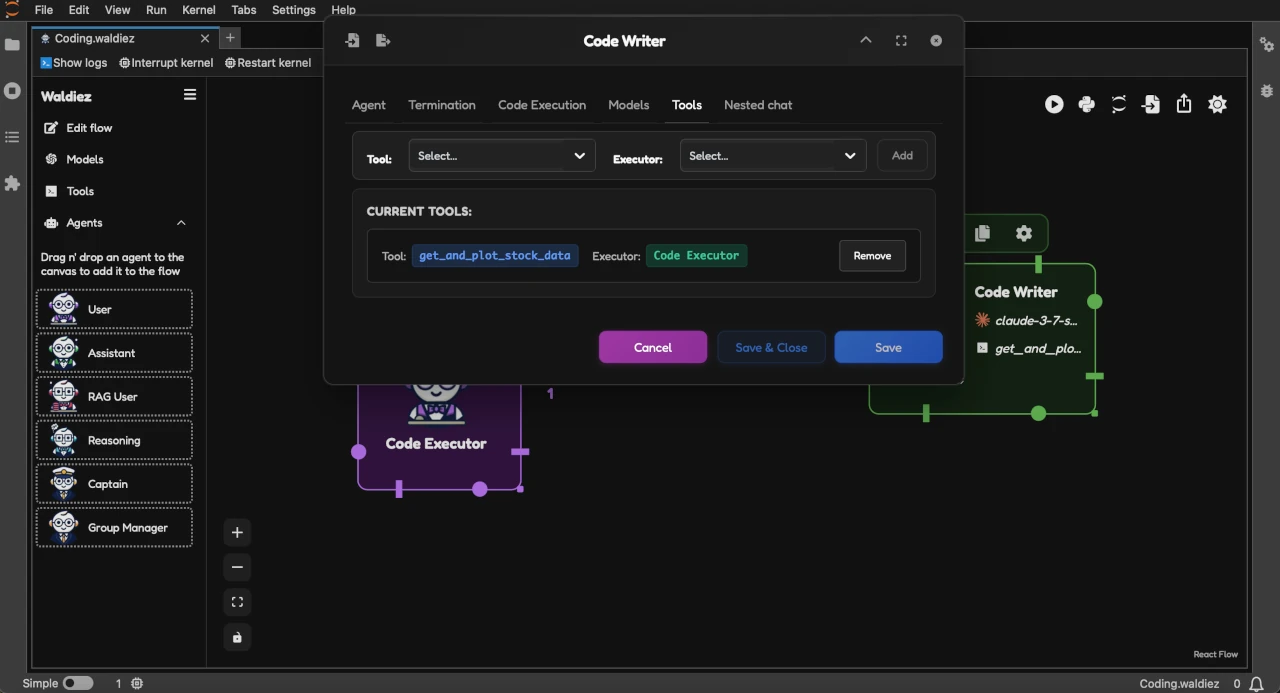 File Edit View Run Kernel Tabs Settings Help
Coding.waldiez
Show logs Interrupt kernel Restart kernel
Waldiez
Edit flow
Models
Tools
Agents
Drag n' drop an agent to the
canvas to add it to the flow
User
Assistant
RAG User
Reasoning
Captain
Group Manager
Code Writer
Agent Termination Code Execution Models Tools Nested chat
Tool: Select... Executor: Select... Add
CURRENT TOOLS:
Tool: get_and_plot_stock_data Executor: Code Executor Remove
Cancel Save & Close Save
Code Writer
claude-3-7-s...
get_and_plo...
1
Code Executor
React Flow
Simple 1 Coding.waldiez 0